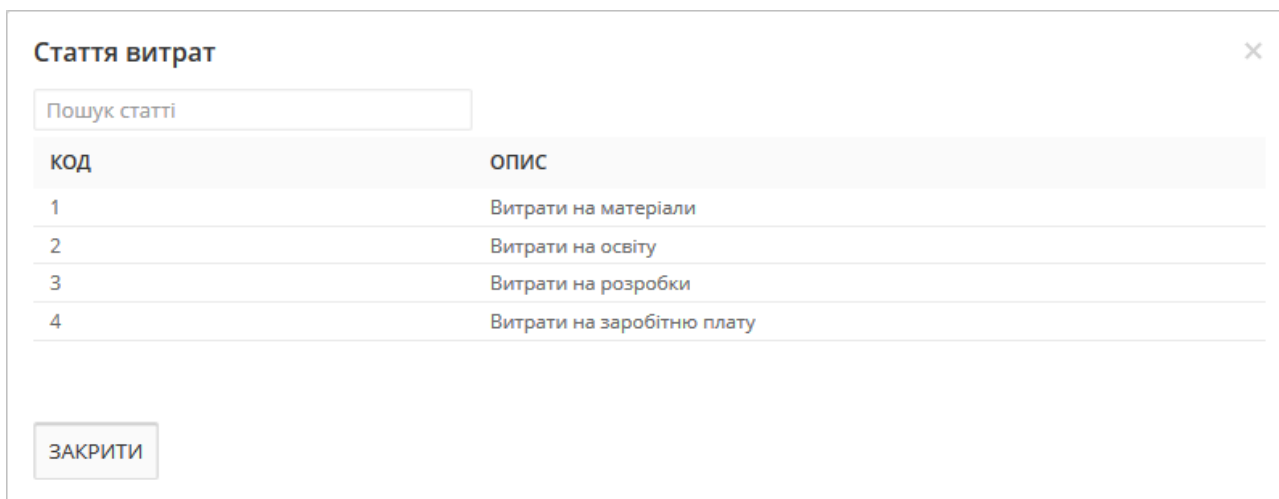 Стаття витрат
Пошук статті
КОД ОПИС
1 Витрати на матеріали
2 Витрати на освіту
3 Витрати на розробки
4 Витрати на заробітню плату
ЗАКРИТИ